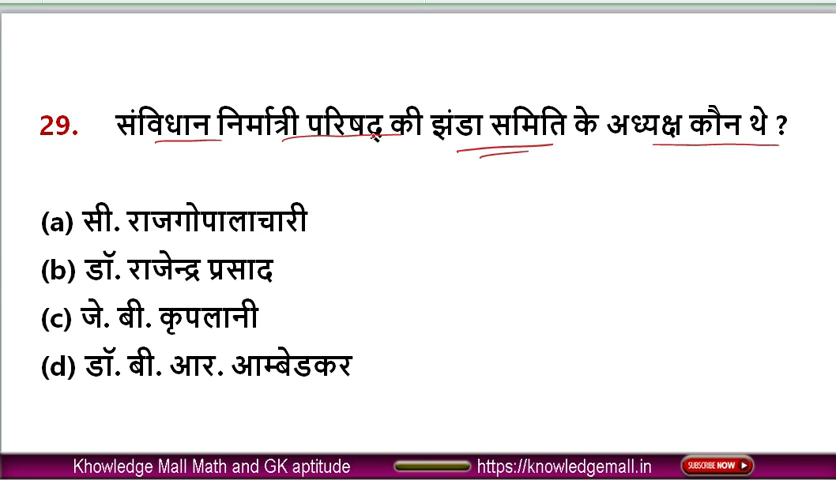 29. संविधान निर्मात्री परिषद् की झंडा समिति के अध्यक्ष कौन थे ?
(a) सी. राजगोपालाचारी
(b) डॉ. राजेन्द्र प्रसाद
(c) जे. बी. कृपलानी
(d) डॉ. बी. आर. आम्बेडकर
Khowledge Mall Math and GK aptitude https://knowledgemall.in SUBSCRIBE NOW